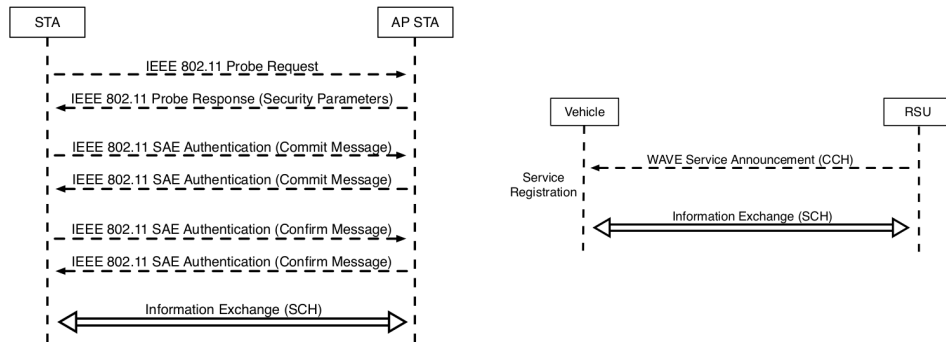 STA
AP STA
IEEE 802.11 Probe Request
IEEE 802.11 Probe Response (Security Parameters)
IEEE 802.11 SAE Authentication (Commit Message)
IEEE 802.11 SAE Authentication (Commit Message)
IEEE 802.11 SAE Authentication (Confirm Message)
IEEE 802.11 SAE Authentication (Confirm Message)
Information Exchange (SCH)
Vehicle
RSU
WAVE Service Announcement (CCH)
Service
Registration
Information Exchange (SCH)